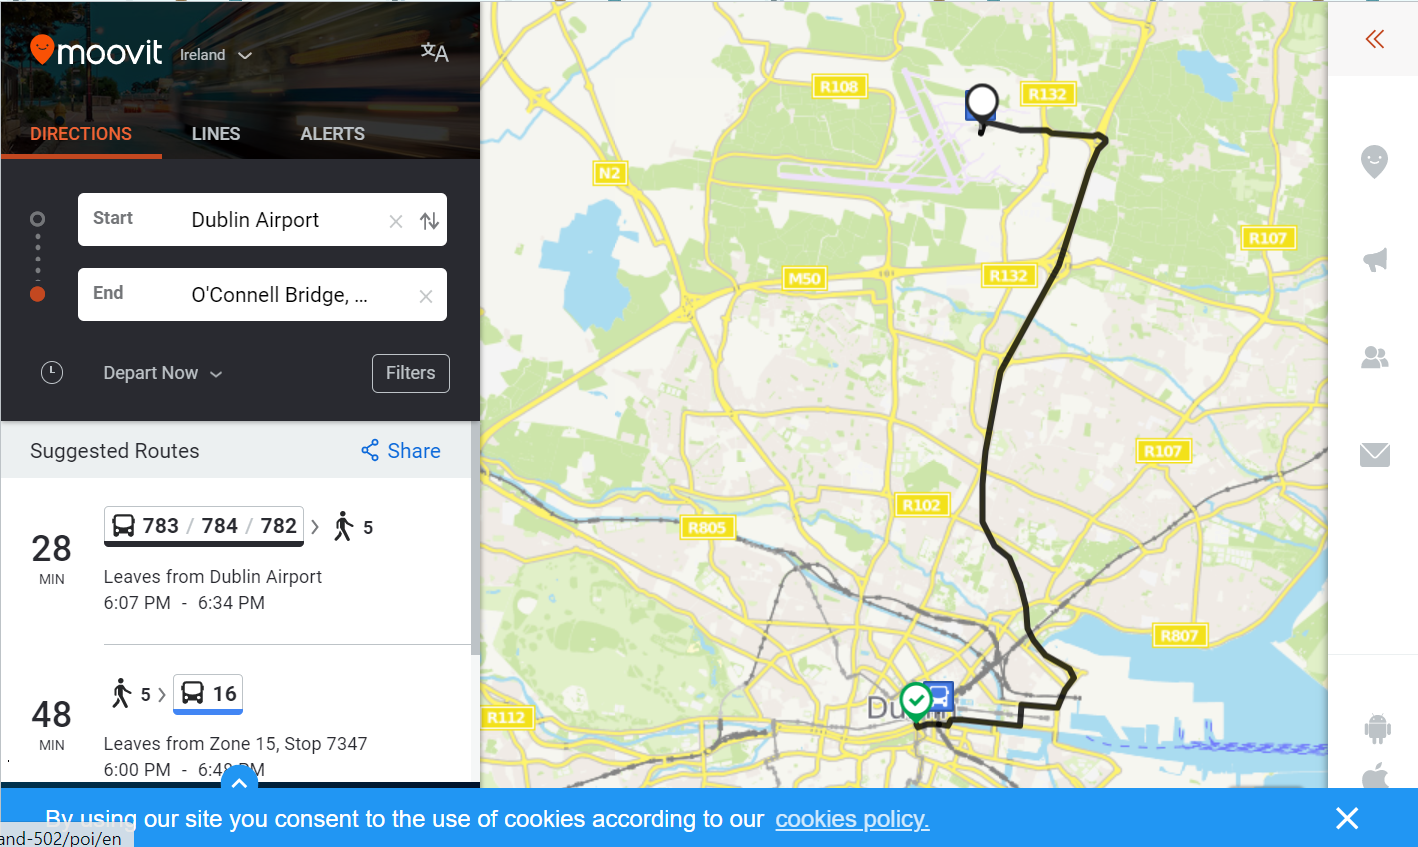 moovit
Ireland
文A
DIRECTIONS
LINES
ALERTS
Start
Dublin Airport
End
O'Connell Bridge, ...
Depart Now
Filters
Suggested Routes
Share
28
MIN
783 / 784 / 782
5
Leaves from Dublin Airport
6:07 PM - 6:34 PM
48
MIN
5
16
Leaves from Zone 15, Stop 7347
6:00 PM - 6:48 PM
R108
R132
N2
R107
M50
R132
R107
R102
R805
R807
R112
By using our site you consent to the use of cookies according to our cookies policy.
and-502/poi/en